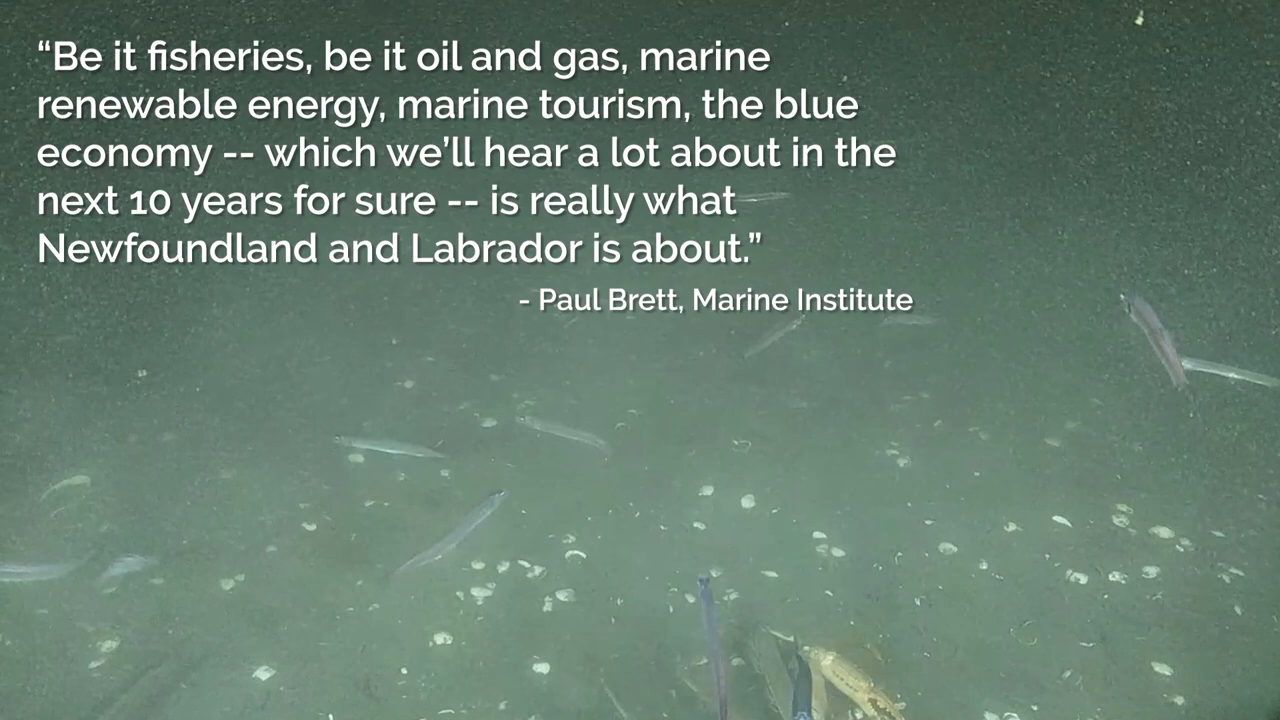 “Be it fisheries, be it oil and gas, marine
renewable energy, marine tourism, the blue
economy -- which we’ll hear a lot about in the
next 10 years for sure -- is really what
Newfoundland and Labrador is about.”
- Paul Brett, Marine Institute